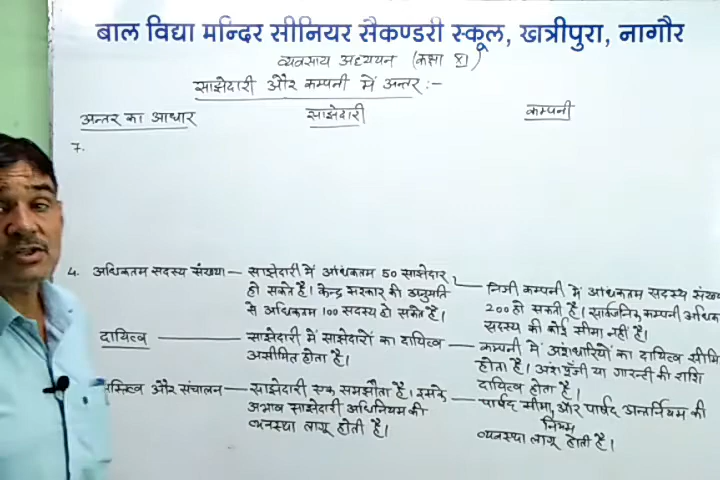 बाल विद्या मन्दिर सीनियर सैकण्डरी स्कूल, खत्रीपुरा, नागौर
व्यवसाय अध्ययन (कक्षा XI)
साझेदारी और कम्पनी में अन्तर :-
अन्तर का आधार साझेदारी कम्पनी
7.
4. अधिकतम सदस्य संख्या — साझेदारी में अधिकतम 50 साझेदार
हो सकते है। केन्द्र सरकार की अनुमति
से अधिकतम 100 सदस्य हो सकते है।
निजी कम्पनी में अधिकतम सदस्य संख्या
200 हो सकती है। सार्वजनिक कम्पनी अधिक
सदस्य की कोई सीमा नहीं है।
दायित्व — साझेदारी में साझेदारों का दायित्व
असीमित होता है।
— कम्पनी में अंशधारियों का दायित्व सीमि
होता है। अंशपूँजी या गारन्टी की राशि
दायित्व होता है।
और संचालन — साझेदारी एक समझौता है। इसके
अभाव साझेदारी अधिनियम की
व्यवस्था लागू होती है।
— पार्षद सीमा, और पार्षद अन्तर्नियम की
नियम
व्यवस्था लागू होती है।